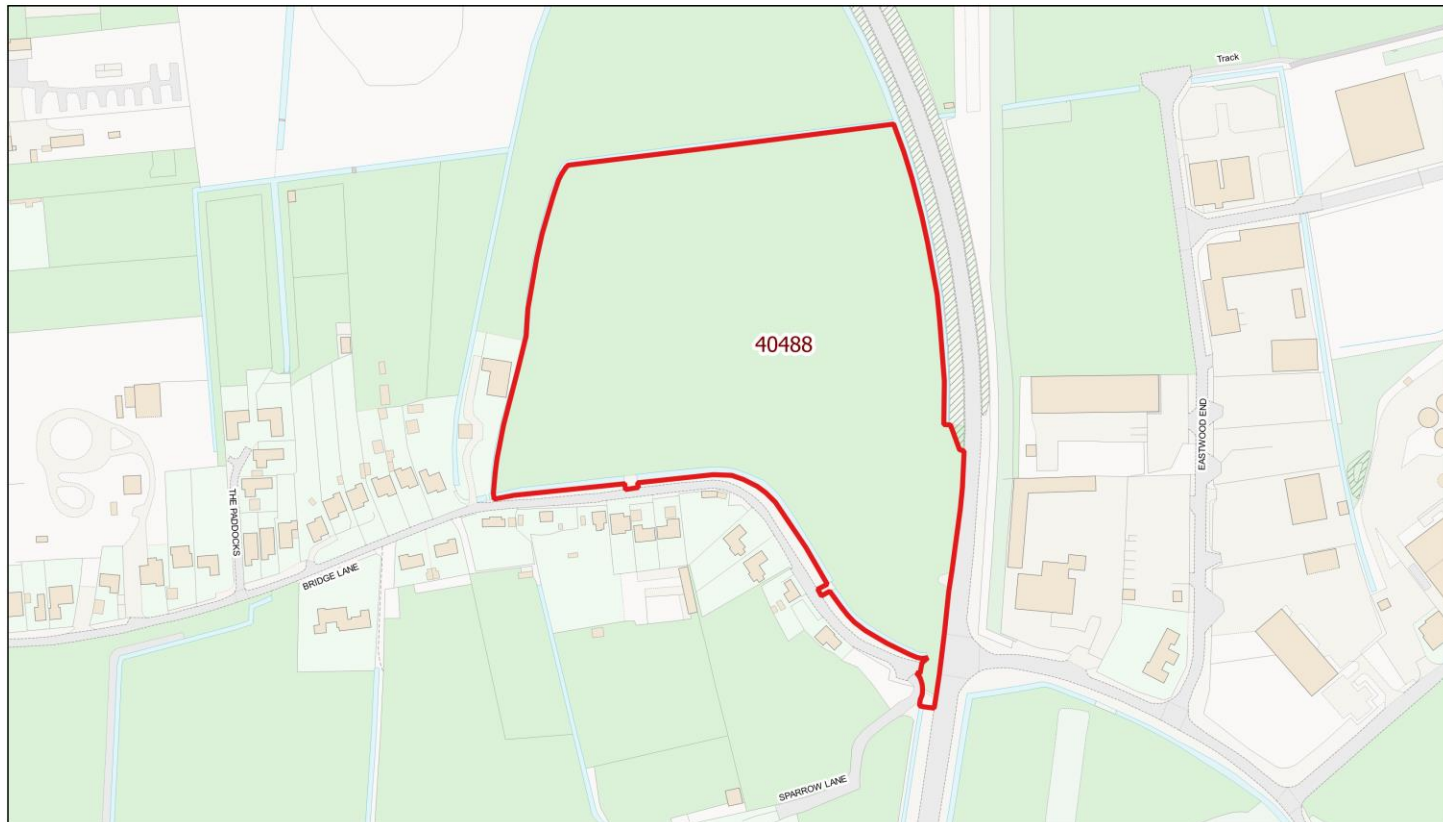 Track
40488
EASTWOOD END
THE PADDOCKS
BRIDGE LANE
SPARROW LANE